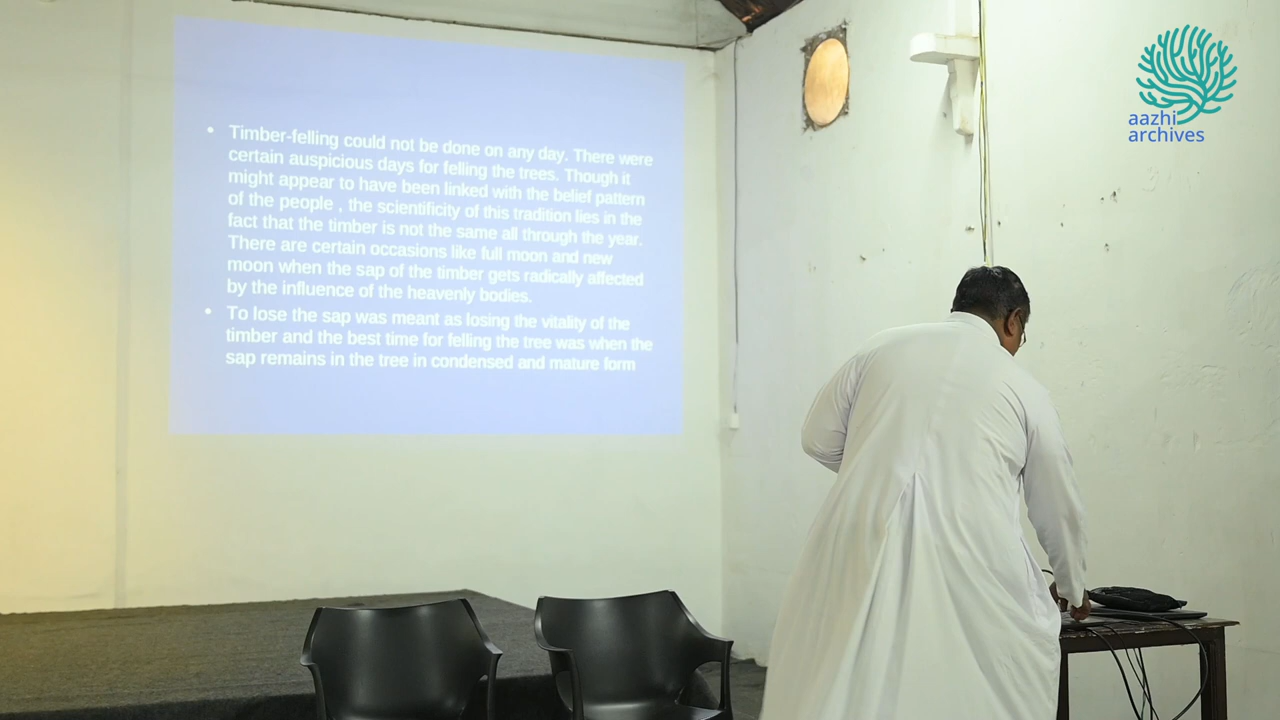 • Timber-felling could not be done on any day. There were
certain auspicious days for felling the trees. Though it
might appear to have been linked with the belief pattern
of the people , the scientificity of this tradition lies in the
fact that the timber is not the same all through the year.
There are certain occasions like full moon and new
moon when the sap of the timber gets radically affected
by the influence of the heavenly bodies.
• To lose the sap was meant as losing the vitality of the
timber and the best time for felling the tree was when the
sap remains in the tree in condensed and mature form
aazhi
archives